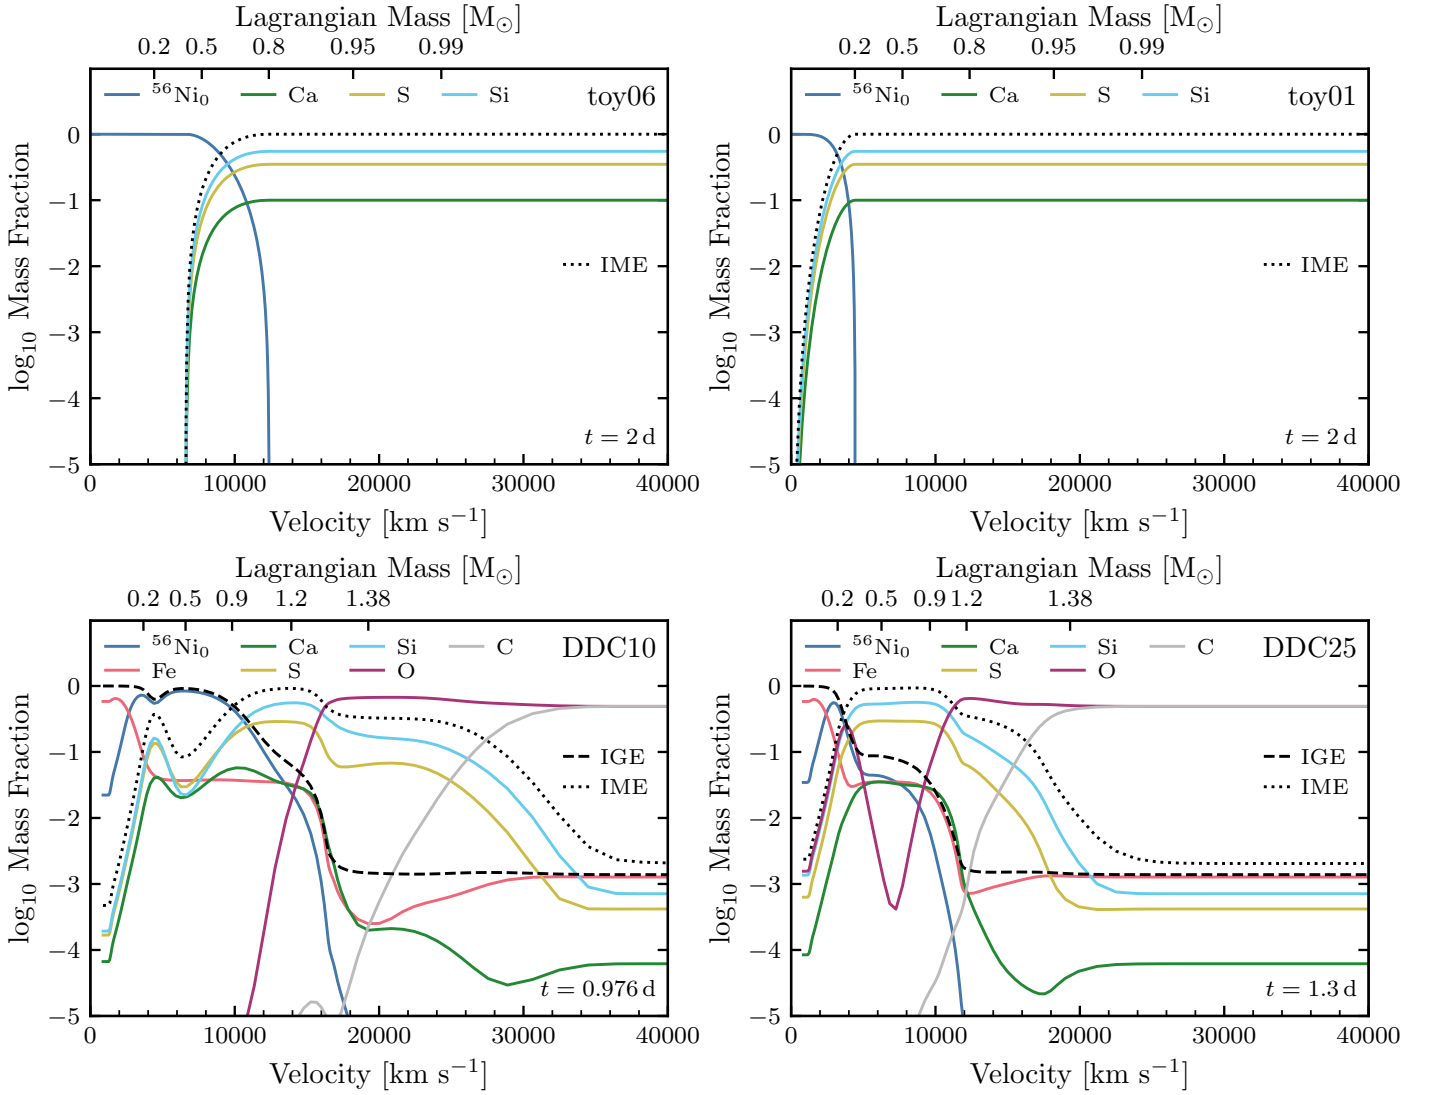 Lagrangian Mass [M☉]
0.2 0.5 0.8 0.95 0.99
⁵⁶Ni₀ Ca S Si toy06
IME
t = 2 d
0
−1
−2
−3
−4
−5
log₁₀ Mass Fraction
0 10000 20000 30000 40000
Velocity [km s⁻¹]
Lagrangian Mass [M☉]
0.2 0.5 0.8 0.95 0.99
⁵⁶Ni₀ Ca S Si toy01
IME
t = 2 d
0
−1
−2
−3
−4
−5
log₁₀ Mass Fraction
0 10000 20000 30000 40000
Velocity [km s⁻¹]
Lagrangian Mass [M☉]
0.2 0.5 0.9 1.2 1.38
⁵⁶Ni₀ Ca Si C DDC10
Fe S O
IGE
IME
t = 0.976 d
0
−1
−2
−3
−4
−5
log₁₀ Mass Fraction
0 10000 20000 30000 40000
Velocity [km s⁻¹]
Lagrangian Mass [M☉]
0.2 0.5 0.9 1.2 1.38
⁵⁶Ni₀ Ca Si C DDC25
Fe S O
IGE
IME
t = 1.3 d
0
−1
−2
−3
−4
−5
log₁₀ Mass Fraction
0 10000 20000 30000 40000
Velocity [km s⁻¹]